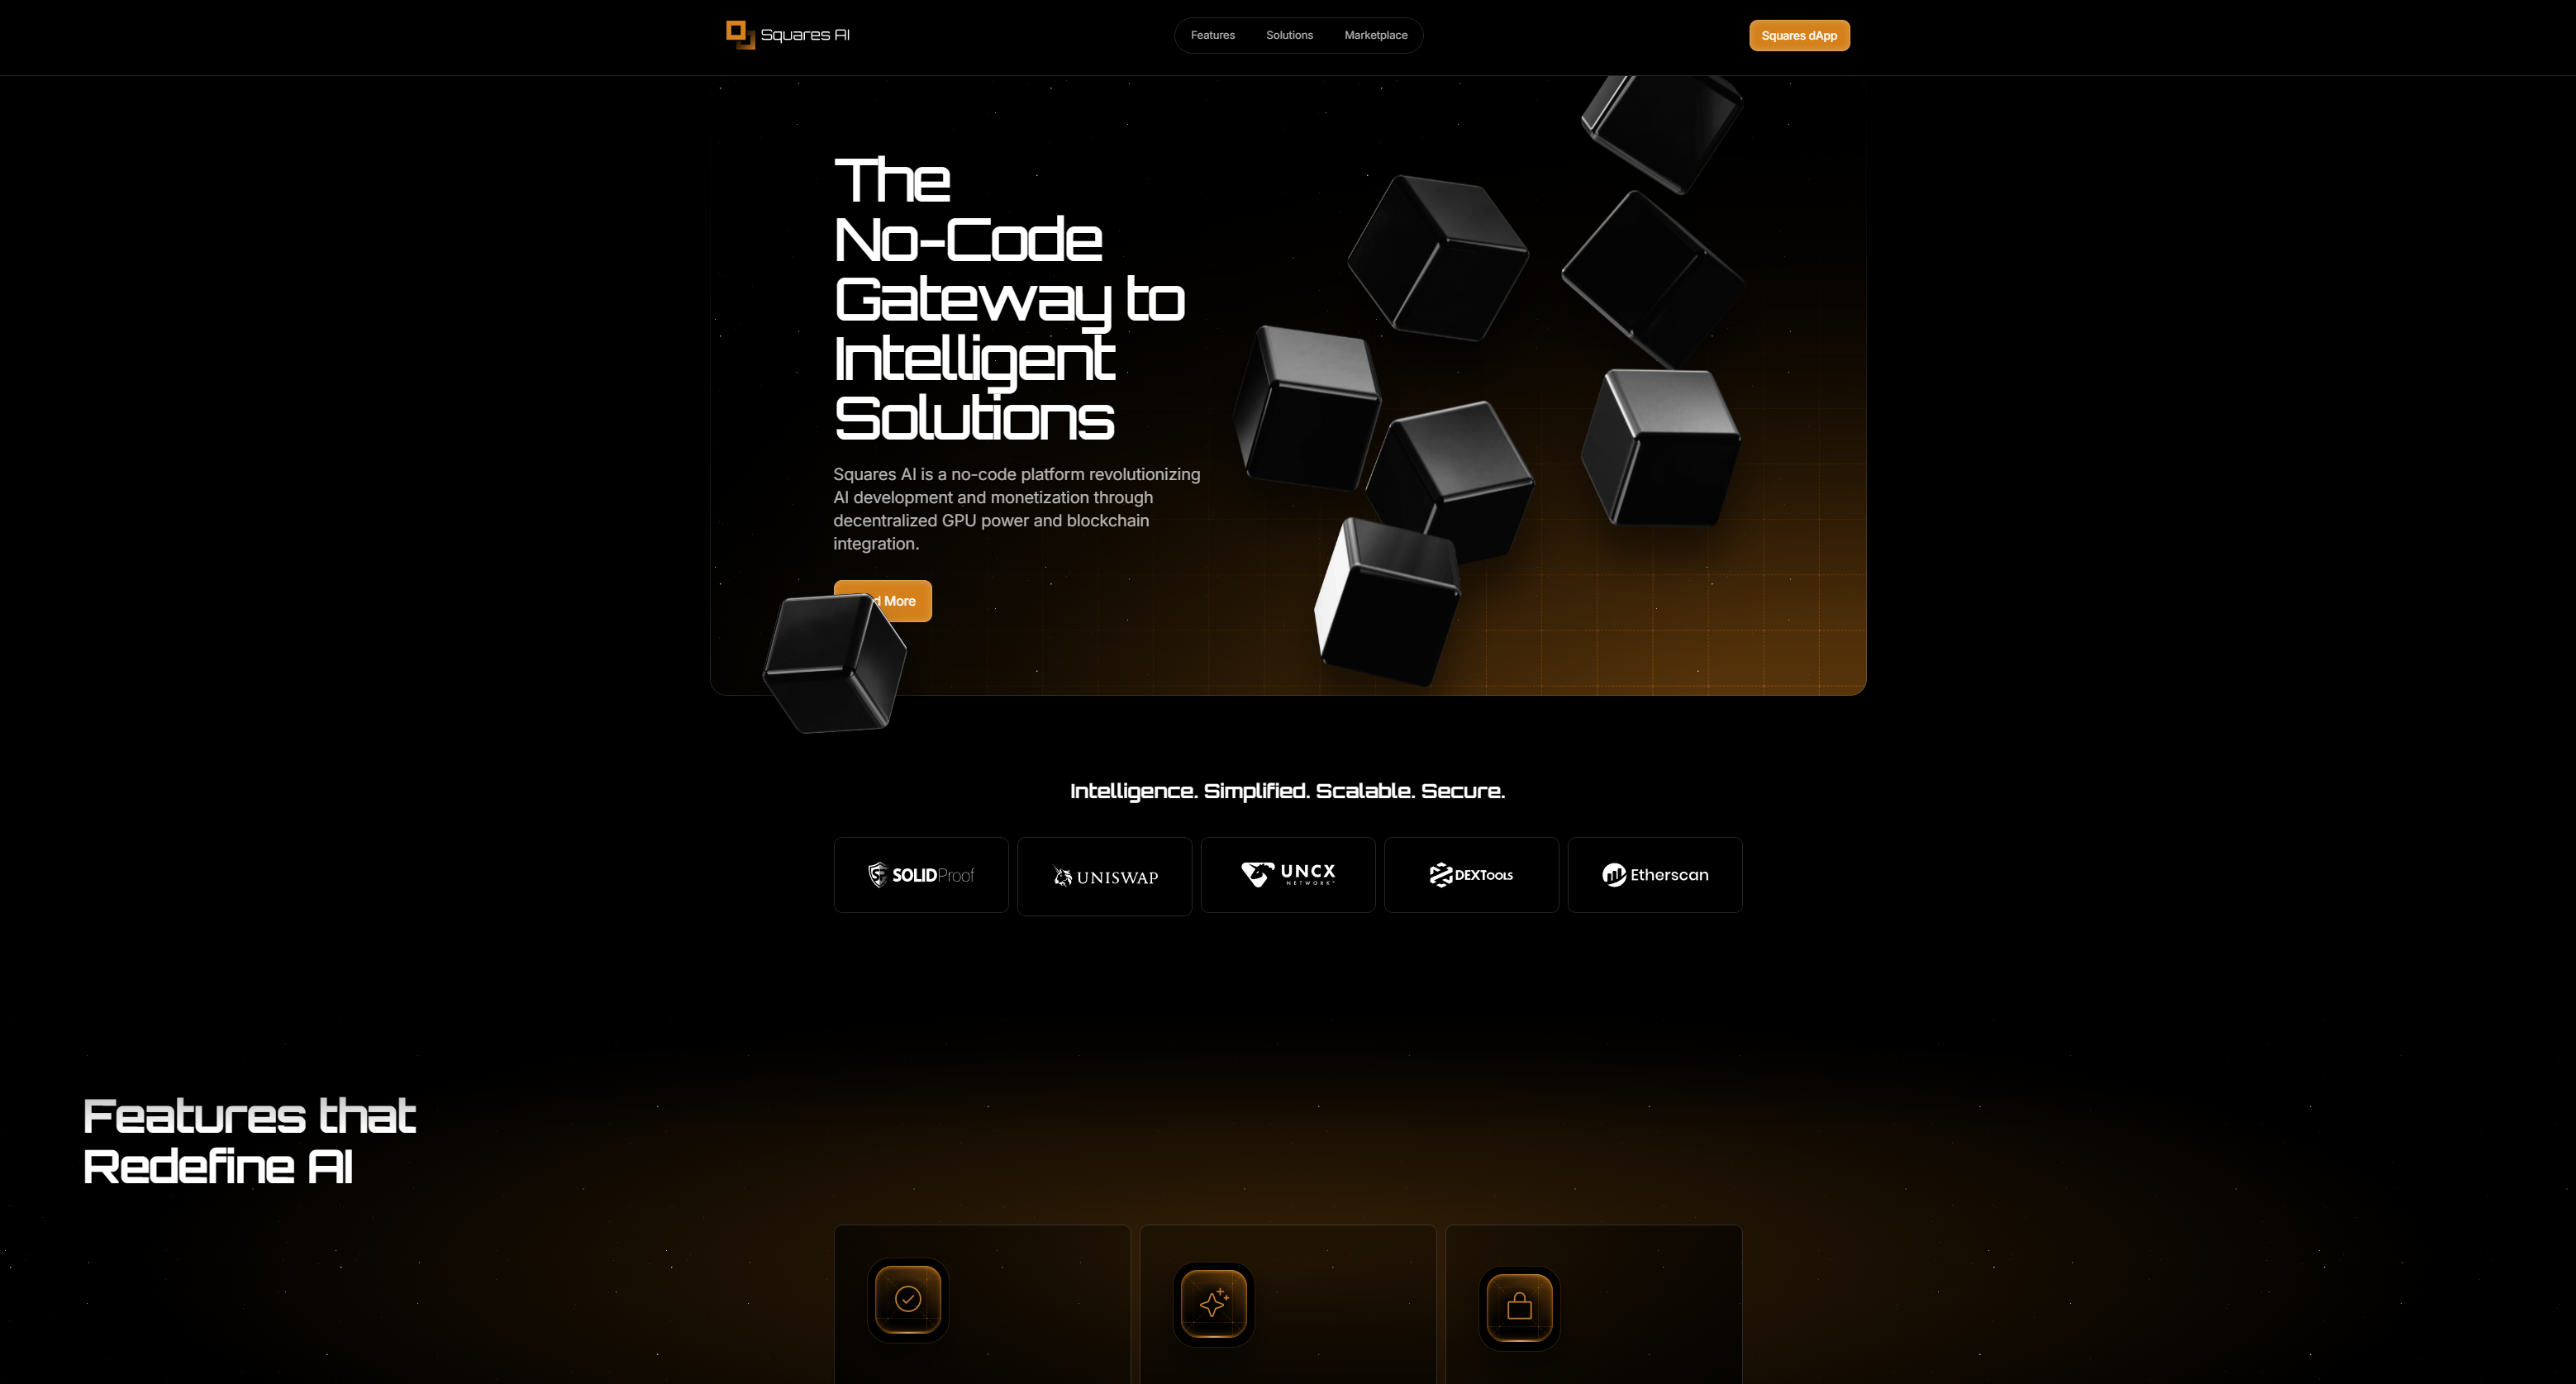 Squares AI
Features
Solutions
Marketplace
Squares dApp
The
No-Code
Gateway to
Intelligent
Solutions
Squares AI is a no-code platform revolutionizing
AI development and monetization through
decentralized GPU power and blockchain
integration.
More
Intelligence. Simplified. Scalable. Secure.
SOLIDProof
UNISWAP
UNCX
NETWORK
DEXTOOLS
Etherscan
Features that
Redefine AI